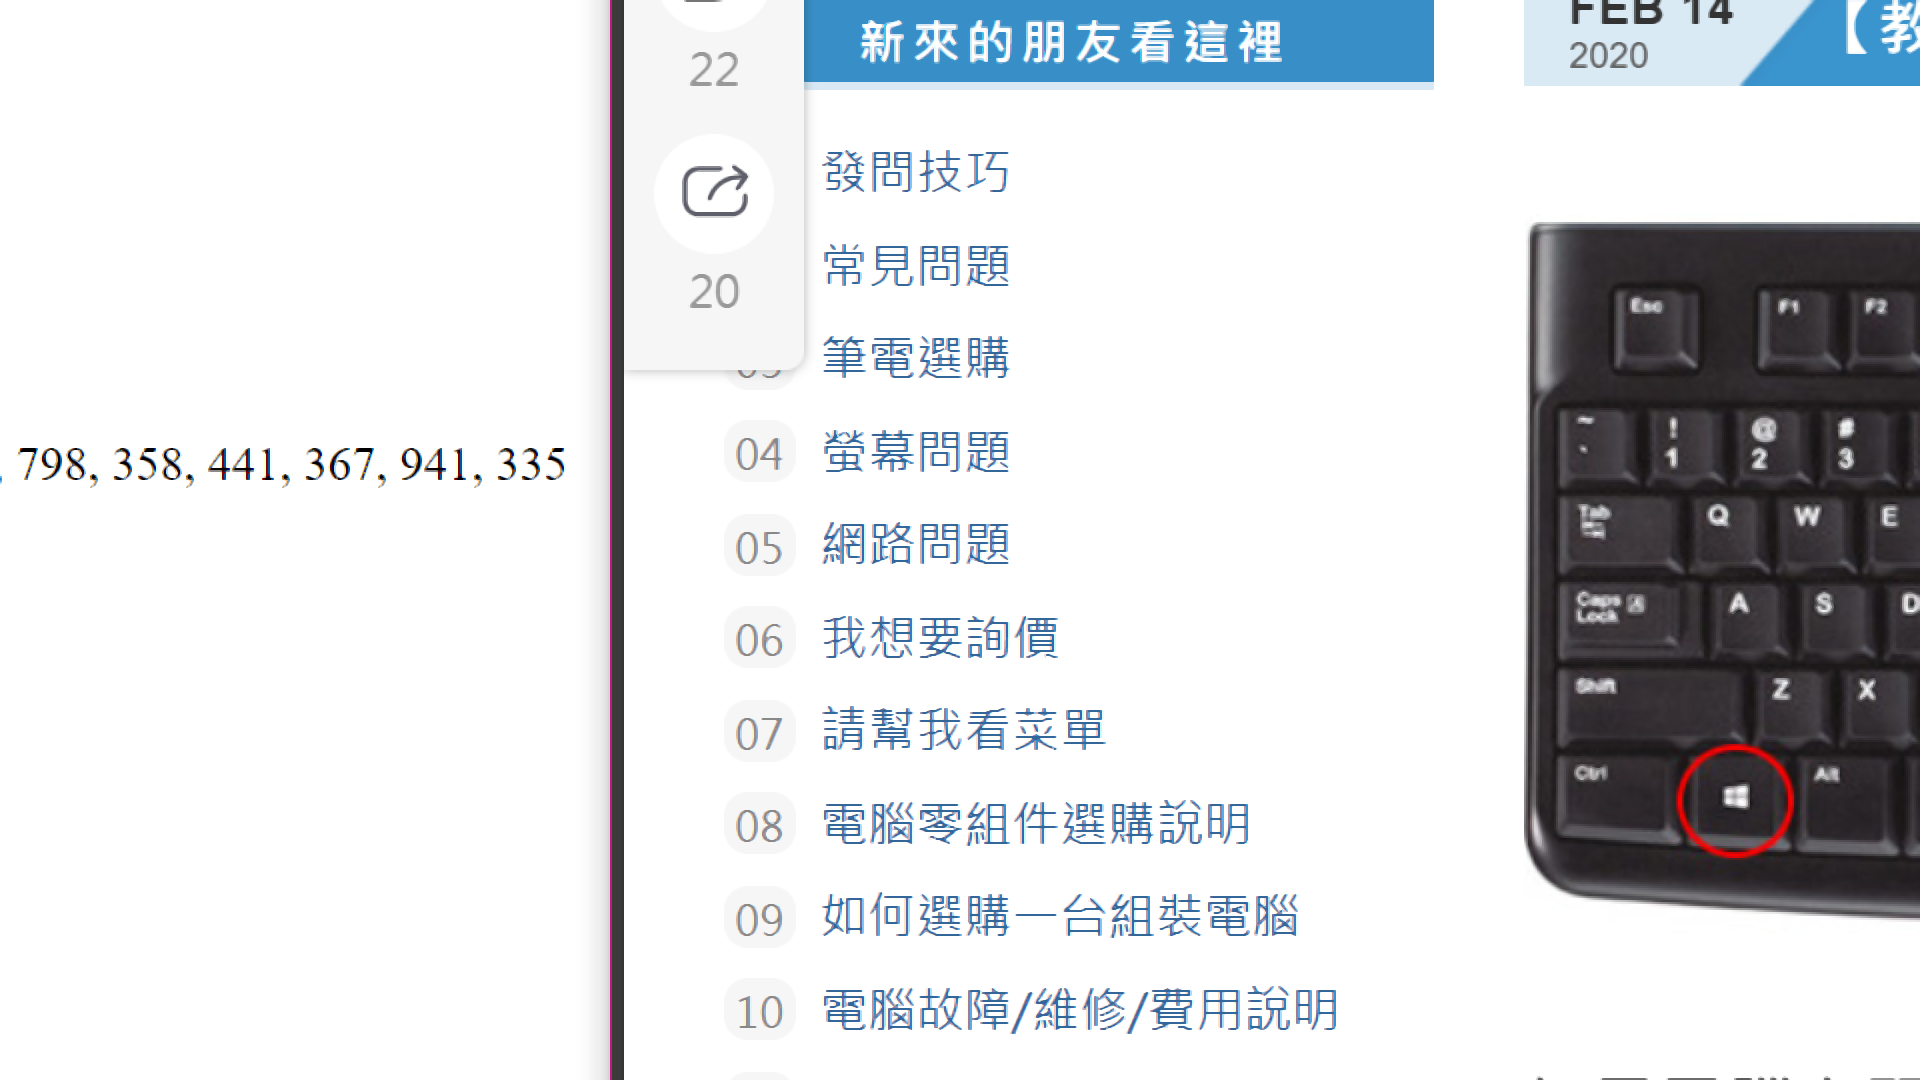 , 798, 358, 441, 367, 941, 335
22
20
新來的朋友看這裡
發問技巧
常見問題
筆電選購
04 螢幕問題
05 網路問題
06 我想要詢價
07 請幫我看菜單
08 電腦零組件選購說明
09 如何選購一台組裝電腦
10 電腦故障/維修/費用說明
FEB 14
2020
【教
Esc F1 F2
~ ` ! 1 @ 2 # 3
Tab Q W E
Caps Lock A A S D
Shift Z X
Ctrl Alt